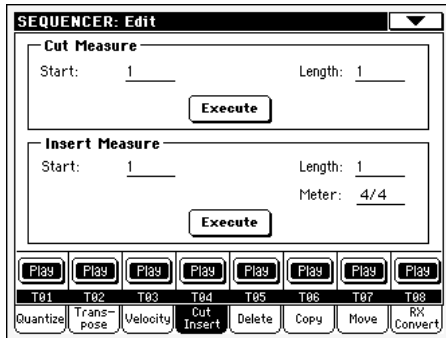 SEQUENCER: Edit
Cut Measure
Start: 1 Length: 1
Execute
Insert Measure
Start: 1 Length: 1
Meter: 4/4
Execute
Play Play Play Play Play Play Play Play
T01 T02 T03 T04 T05 T06 T07 T08
Quantize Trans-pose Velocity Cut Insert Delete Copy Move RX Convert